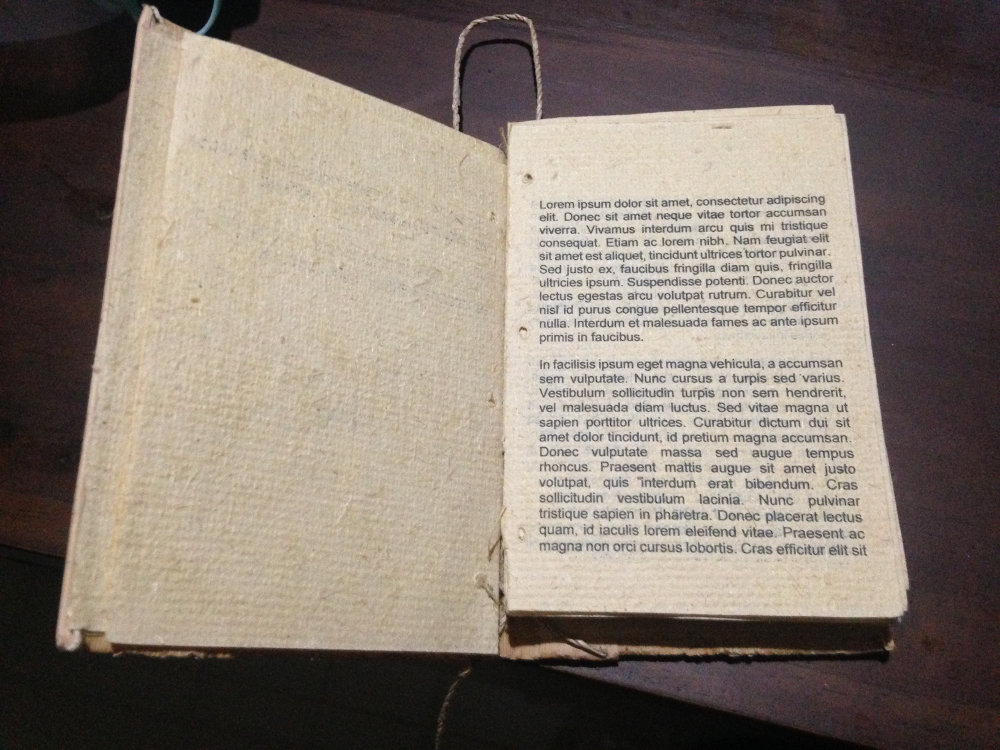 Lorem ipsum dolor sit amet, consectetur adipiscing
elit. Donec sit amet neque vitae tortor accumsan
viverra. Vivamus interdum arcu quis mi tristique
consequat. Etiam ac lorem nibh. Nam feugiat elit
sit amet est aliquet, tincidunt ultrices tortor pulvinar.
Sed justo ex, faucibus fringilla diam quis, fringilla
ultricies ipsum. Suspendisse potenti. Donec auctor
lectus egestas arcu volutpat rutrum. Curabitur vel
nisl id purus congue pellentesque tempor efficitur
nulla. Interdum et malesuada fames ac ante ipsum
primis in faucibus.
In facilisis ipsum eget magna vehicula, a accumsan
sem vulputate. Nunc cursus a turpis sed varius.
Vestibulum sollicitudin turpis non sem hendrerit,
vel malesuada diam luctus. Sed vitae magna ut
sapien porttitor ultrices. Curabitur dictum dui sit
amet dolor tincidunt, id pretium magna accumsan.
Donec vulputate massa sed augue tempus
rhoncus. Praesent mattis augue sit amet justo
volutpat, quis interdum erat bibendum. Cras
sollicitudin vestibulum lacinia. Nunc pulvinar
tristique sapien in pharetra. Donec placerat lectus
quam, id iaculis lorem eleifend vitae. Praesent ac
magna non orci cursus lobortis. Cras efficitur elit sit